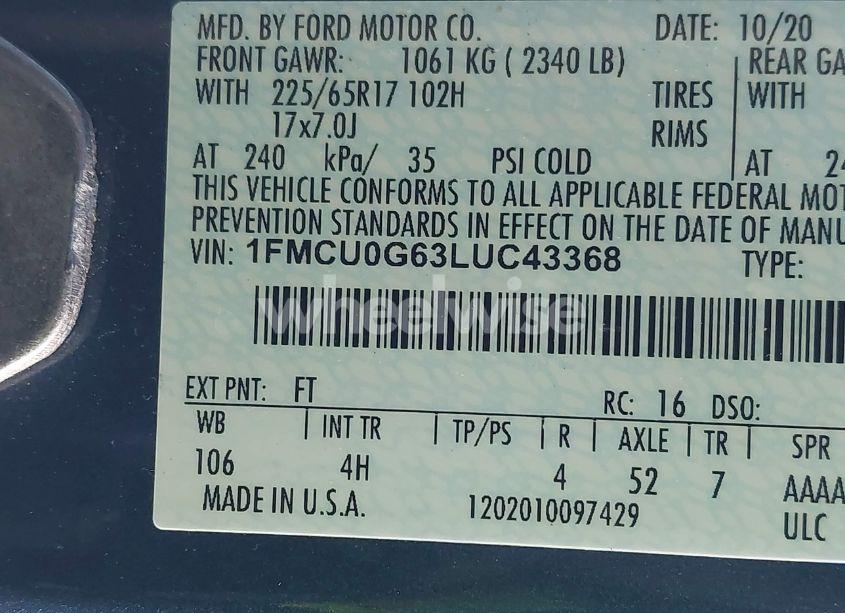 MFD. BY FORD MOTOR CO. DATE: 10/20
FRONT GAWR: 1061 KG ( 2340 LB) REAR GA
WITH 225/65R17 102H TIRES WITH
17x7.0J RIMS
AT 240 kPa/ 35 PSI COLD AT 24
THIS VEHICLE CONFORMS TO ALL APPLICABLE FEDERAL MOT
PREVENTION STANDARDS IN EFFECT ON THE DATE OF MANU
VIN: 1FMCU0G63LUC43368 TYPE:
wheelwise
EXT PNT: FT RC: 16 DSO:
WB INT TR TP/PS R AXLE TR SPR
106 4H 4 52 7 AAAA
MADE IN U.S.A. 1202010097429 ULC